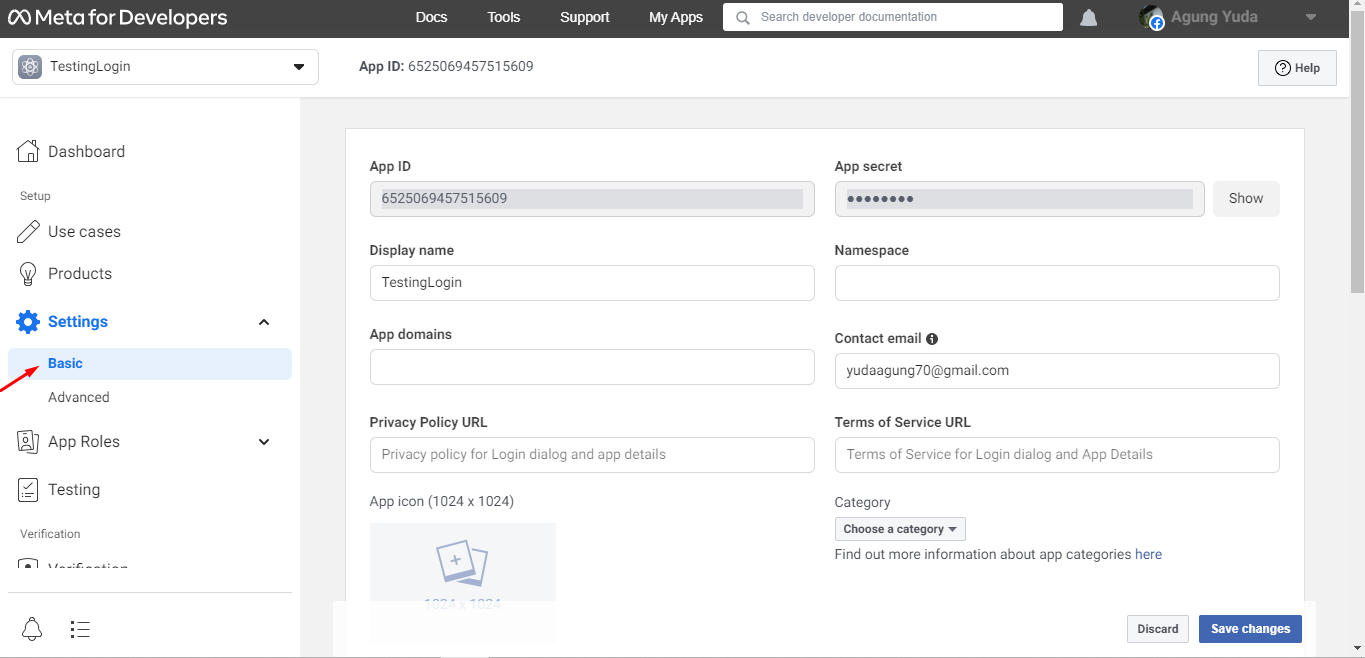 Meta for Developers
Docs
Tools
Support
My Apps
Search developer documentation
Agung Yuda
TestingLogin
App ID: 6525069457515609
Help
Dashboard
Setup
Use cases
Products
Settings
Basic
Advanced
App Roles
Testing
Verification
Verification
App ID
6525069457515609
App secret
••••••••
Show
Display name
TestingLogin
Namespace
App domains
Contact email
yudaagung70@gmail.com
Privacy Policy URL
Privacy policy for Login dialog and app details
Terms of Service URL
Terms of Service for Login dialog and App Details
App icon (1024 x 1024)
1024 x 1024
Category
Choose a category
Find out more information about app categories here
Discard
Save changes